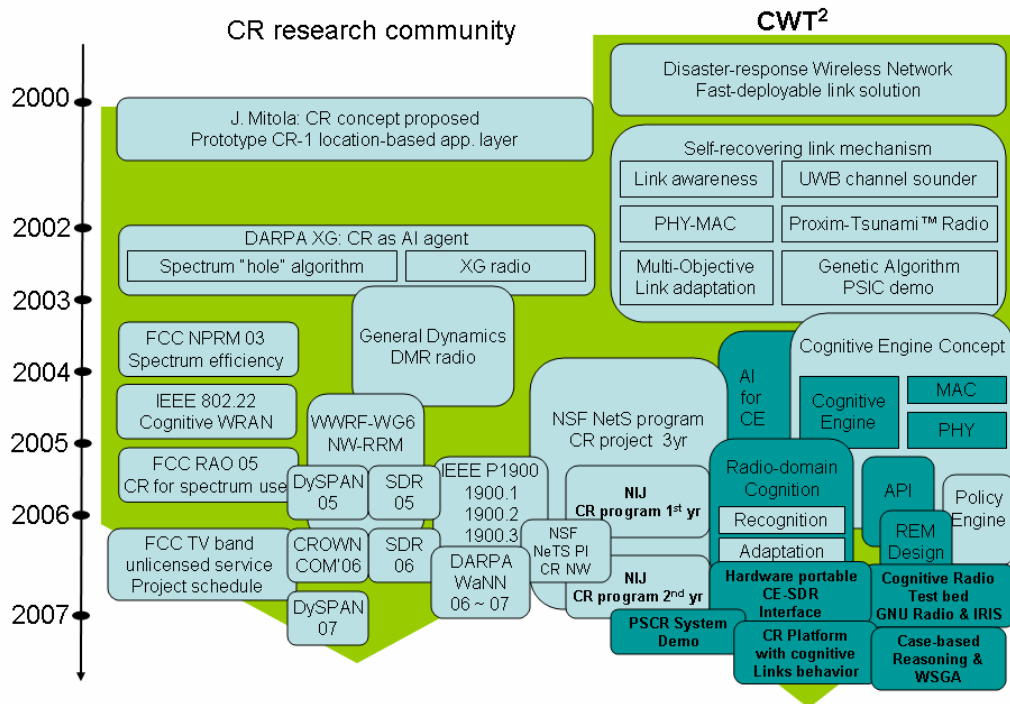 CR research community
CWT²
2000
2002
2003
2004
2005
2006
2007
J. Mitola: CR concept proposed
Prototype CR-1 location-based app. layer
DARPA XG: CR as AI agent
Spectrum "hole" algorithm
XG radio
General Dynamics
DMR radio
FCC NPRM 03
Spectrum efficiency
IEEE 802.22
Cognitive WRAN
FCC RAO 05
CR for spectrum use
FCC TV band
unlicensed service
Project schedule
WWRF-WG6
NW-RRM
DySPAN
05
SDR
05
CROWN
COM'06
SDR
06
DySPAN
07
IEEE P1900
1900.1
1900.2
1900.3
DARPA
WaNN
06 ~ 07
NSF
NeTS PI
CR NW
NSF NetS program
CR project 3yr
NIJ
CR program 1st yr
NIJ
CR program 2nd yr
Disaster-response Wireless Network
Fast-deployable link solution
Self-recovering link mechanism
Link awareness
UWB channel sounder
PHY-MAC
Proxim-Tsunami™ Radio
Multi-Objective
Link adaptation
Genetic Algorithm
PSIC demo
AI
for
CE
Cognitive Engine Concept
Cognitive
Engine
MAC
PHY
Radio-domain
Cognition
Recognition
Adaptation
API
REM
Design
Policy
Engine
Hardware portable
CE-SDR
Interface
Cognitive Radio
Test bed
GNU Radio & IRIS
PSCR System
Demo
CR Platform
with cognitive
Links behavior
Case-based
Reasoning &
WSGA